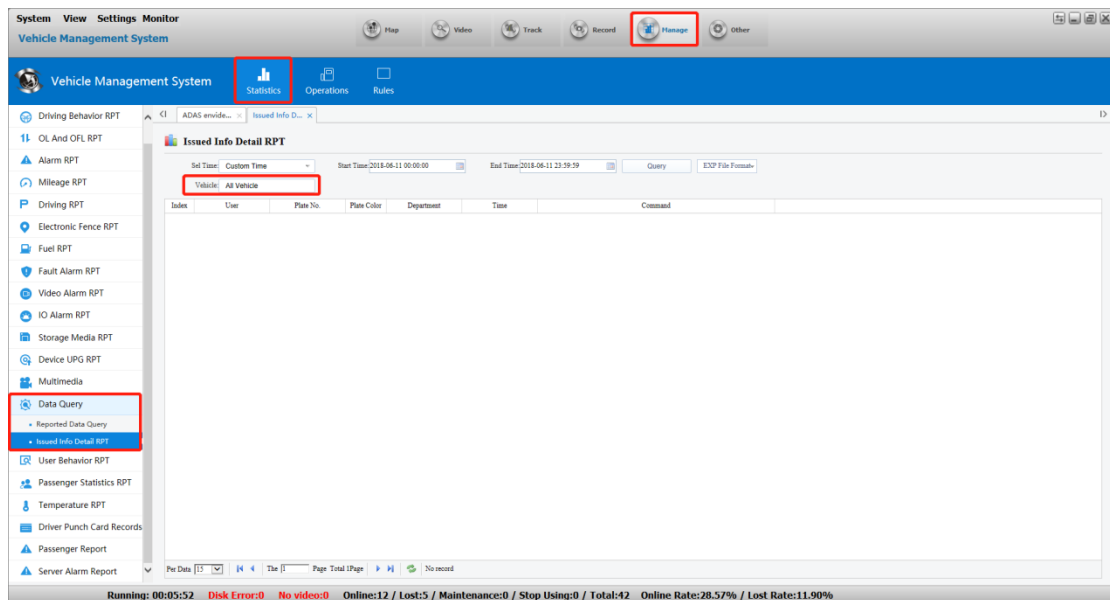 System View Settings Monitor
Vehicle Management System
Map Video Track Record Manage Other
Vehicle Management System
Statistics Operations Rules
ADAS envide... × Issued Info D... ×
Issued Info Detail RPT
Sel Time: Custom Time Start Time: 2018-06-11 00:00:00 End Time: 2018-06-11 23:59:59 Query EXP File Format
Vehicle: All Vehicle
Index User Plate No. Plate Color Department Time Command
Driving Behavior RPT
OL And OFL RPT
Alarm RPT
Mileage RPT
Driving RPT
Electronic Fence RPT
Fuel RPT
Fault Alarm RPT
Video Alarm RPT
IO Alarm RPT
Storage Media RPT
Device UPG RPT
Multimedia
Data Query
Reported Data Query
Issued Info Detail RPT
User Behavior RPT
Passenger Statistics RPT
Temperature RPT
Driver Punch Card Records
Passenger Report
Server Alarm Report
Per Data 15 The 1 Page Total 1Page No record
Running: 00:05:52 Disk Error:0 No video:0 Online:12 / Lost:5 / Maintenance:0 / Stop Using:0 / Total:42 Online Rate:28.57% / Lost Rate:11.90%